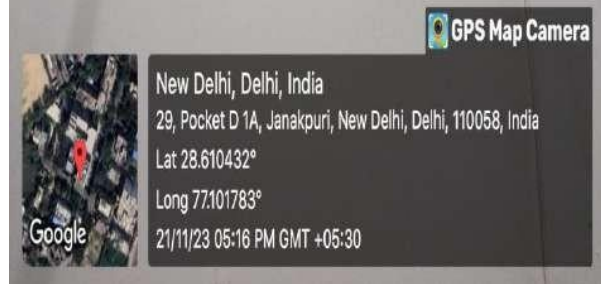 GPS Map Camera
New Delhi, Delhi, India
29, Pocket D 1A, Janakpuri, New Delhi, Delhi, 110058, India
Lat 28.610432°
Long 77.101783°
21/11/23 05:16 PM GMT +05:30
Google